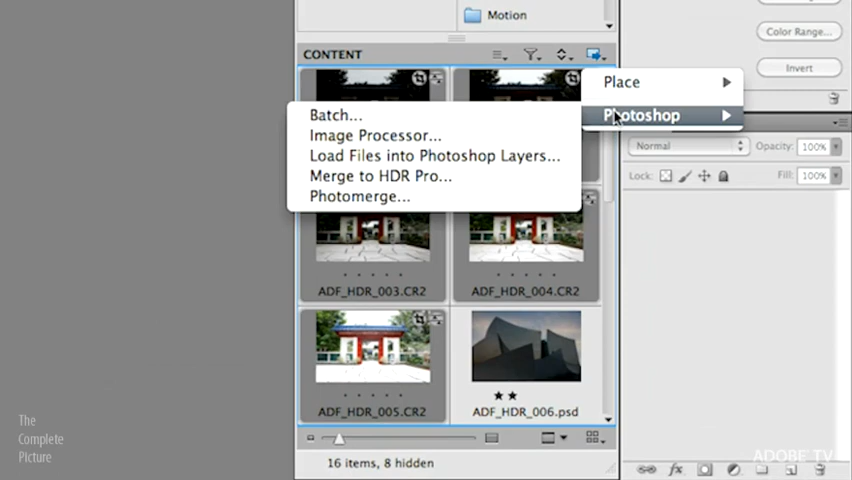 Motion
CONTENT
Place
Photoshop
Batch...
Image Processor...
Load Files into Photoshop Layers...
Merge to HDR Pro...
Photomerge...
ADF_HDR_003.CR2
ADF_HDR_004.CR2
ADF_HDR_005.CR2
ADF_HDR_006.psd
16 items, 8 hidden
Color Range...
Invert
Normal
Opacity: 100%
Lock:
Fill: 100%
The
Complete
Picture
ADOBE TV